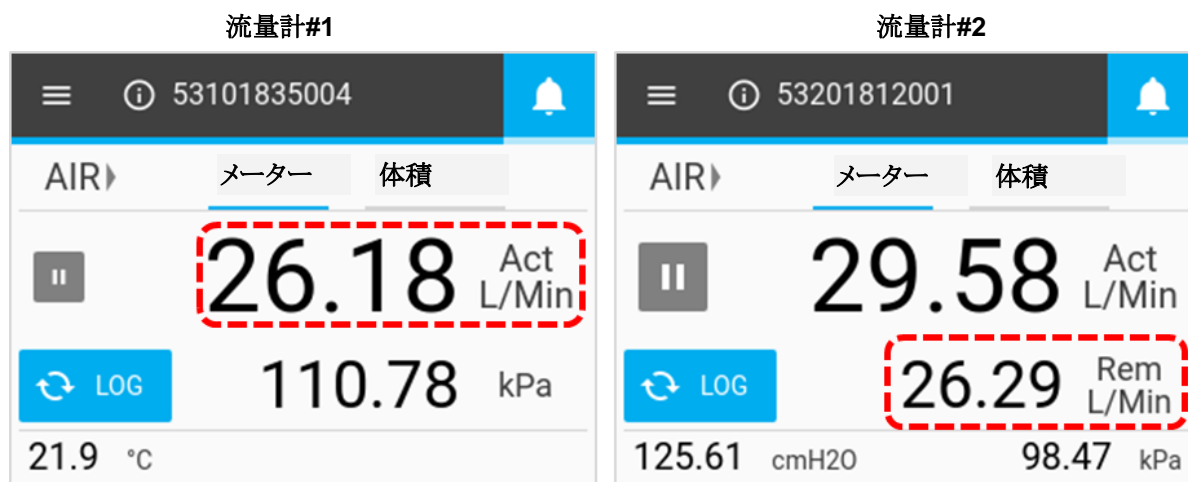 流量計#1
53101835004
AIR
メーター
体積
26.18 Act L/Min
LOG
110.78 kPa
21.9 °C
流量計#2
53201812001
AIR
メーター
体積
29.58 Act L/Min
LOG
26.29 Rem L/Min
125.61 cmH2O
98.47 kPa